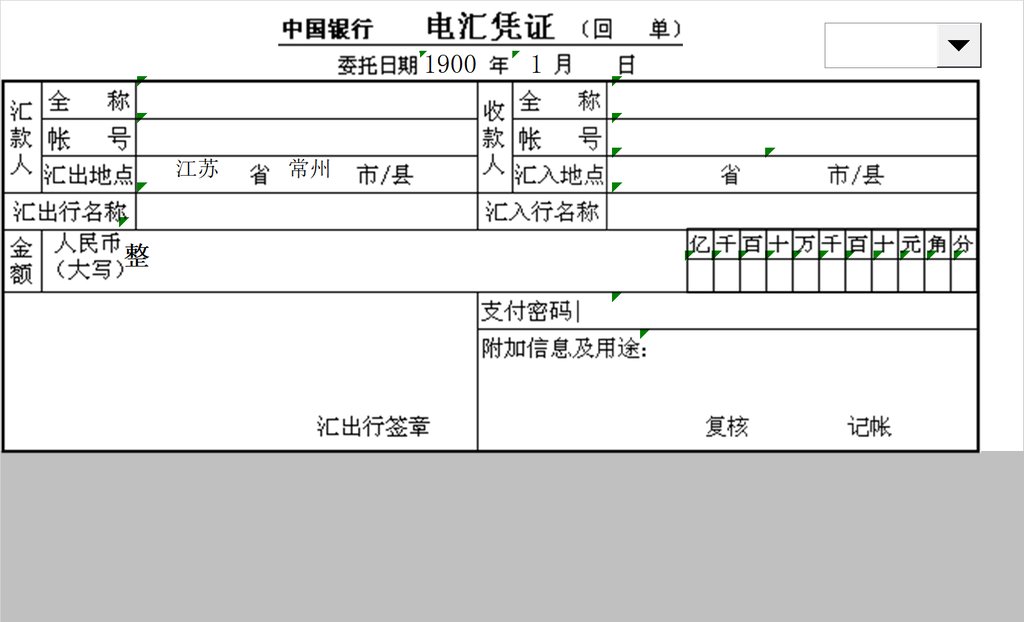 中国银行 电汇凭证 （回 单）
委托日期1900 年 1 月 日
汇款人 全 称 收款人 全 称
帐 号 帐 号
汇出地点 江苏 省 常州 市/县 汇入地点 省 市/县
汇出行名称 汇入行名称
金额 人民币（大写） 整 亿千百十万千百十元角分
支付密码
附加信息及用途：
汇出行签章 复核 记帐